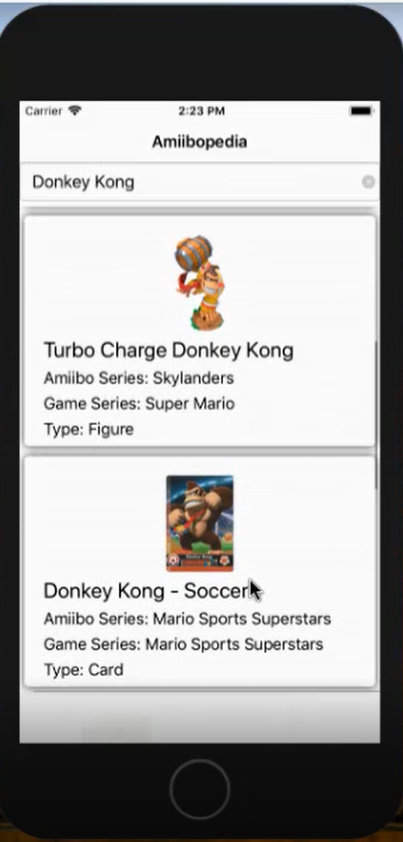 Carrier 2:23 PM
Amiibopedia
Donkey Kong
Turbo Charge Donkey Kong
Amiibo Series: Skylanders
Game Series: Super Mario
Type: Figure
Donkey Kong - Soccer
Amiibo Series: Mario Sports Superstars
Game Series: Mario Sports Superstars
Type: Card